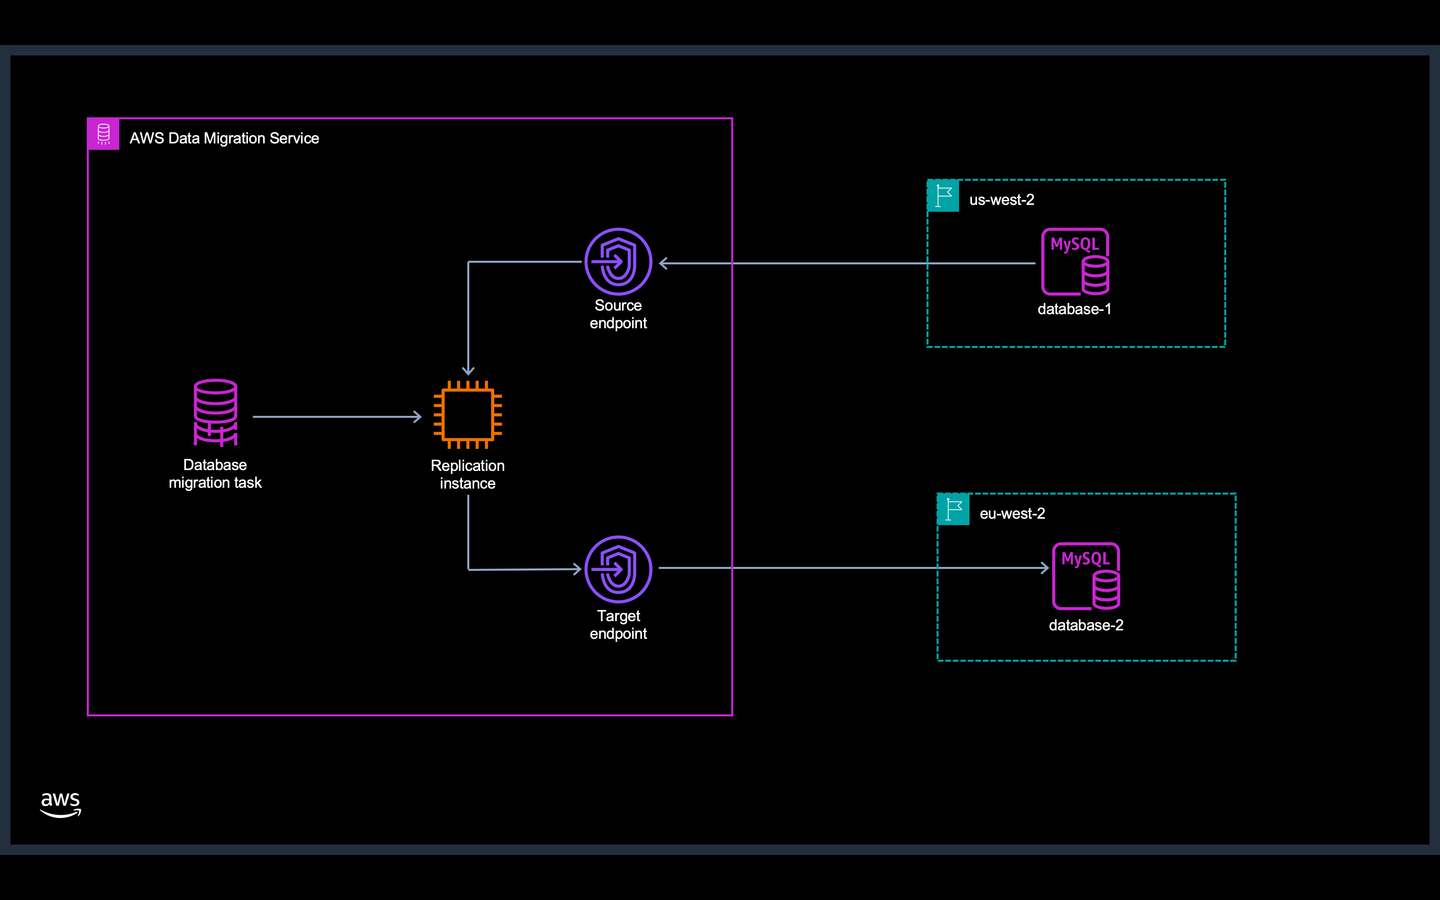 AWS Data Migration Service
us-west-2
MySQL
database-1
Source
endpoint
Database
migration task
Replication
instance
eu-west-2
MySQL
database-2
Target
endpoint
aws